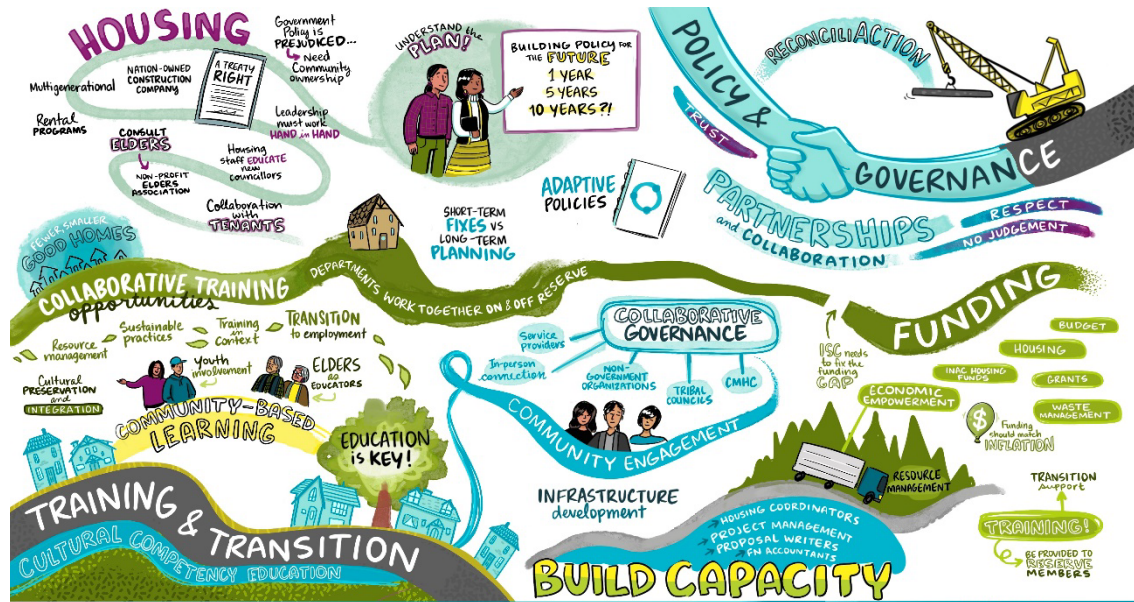 HOUSING
Multigenerational
NATION-OWNED
CONSTRUCTION
COMPANY
A TREATY
RIGHT
Government
Policy is
PREJUDICED...
Need
Community
ownership
Rental
PROGRAMS
CONSULT
ELDERS
NON-PROFIT
ELDERS
ASSOCIATION
Leadership
must work
HAND in HAND
Housing
staff EDUCATE
new
councillors
Collaboration
with
TENANTS
UNDERSTAND the
PLAN!
BUILDING POLICY FOR
THE FUTURE
1 YEAR
5 YEARS
10 YEARS?!
SHORT-TERM
FIXES VS
LONG-TERM
PLANNING
ADAPTIVE
POLICIES
POLICY &
GOVERNANCE
RECONCILIACTION
TRUST
PARTNERSHIPS
and COLLABORATION
RESPECT
NO JUDGEMENT
FEWER SMALLER
GOOD HOMES
COLLABORATIVE TRAINING
opportunities
DEPARTMENTS WORK TOGETHER ON & OFF RESERVE
Resource
management
Sustainable
practices
Training
in
Context
TRANSITION
to employment
Cultural
PRESERVATION
and
INTEGRATION
Youth
involvement
ELDERS
as
EDUCATORS
COMMUNITY-BASED
LEARNING
EDUCATION
is KEY!
TRAINING & TRANSITION
CULTURAL COMPETENCY EDUCATION
COLLABORATIVE
GOVERNANCE
Service
providers
In-person
connection
NON-
GOVERNMENT
ORGANIZATIONS
TRIBAL
COUNCILS
CMHC
COMMUNITY ENGAGEMENT
INFRASTRUCTURE
development
HOUSING COORDINATORS
PROJECT MANAGEMENT
PROPOSAL WRITERS
FN ACCOUNTANTS
BUILD CAPACITY
FUNDING
ISC needs
to fix the
funding
GAP
ECONOMIC
EMPOWERMENT
RESOURCE
MANAGEMENT
BUDGET
HOUSING
INAC HOUSING
FUNDS
GRANTS
WASTE
MANAGEMENT
$
Funding
should match
INFLATION
TRANSITION
support
TRAINING!
BE PROVIDED TO
RESERVE
MEMBERS